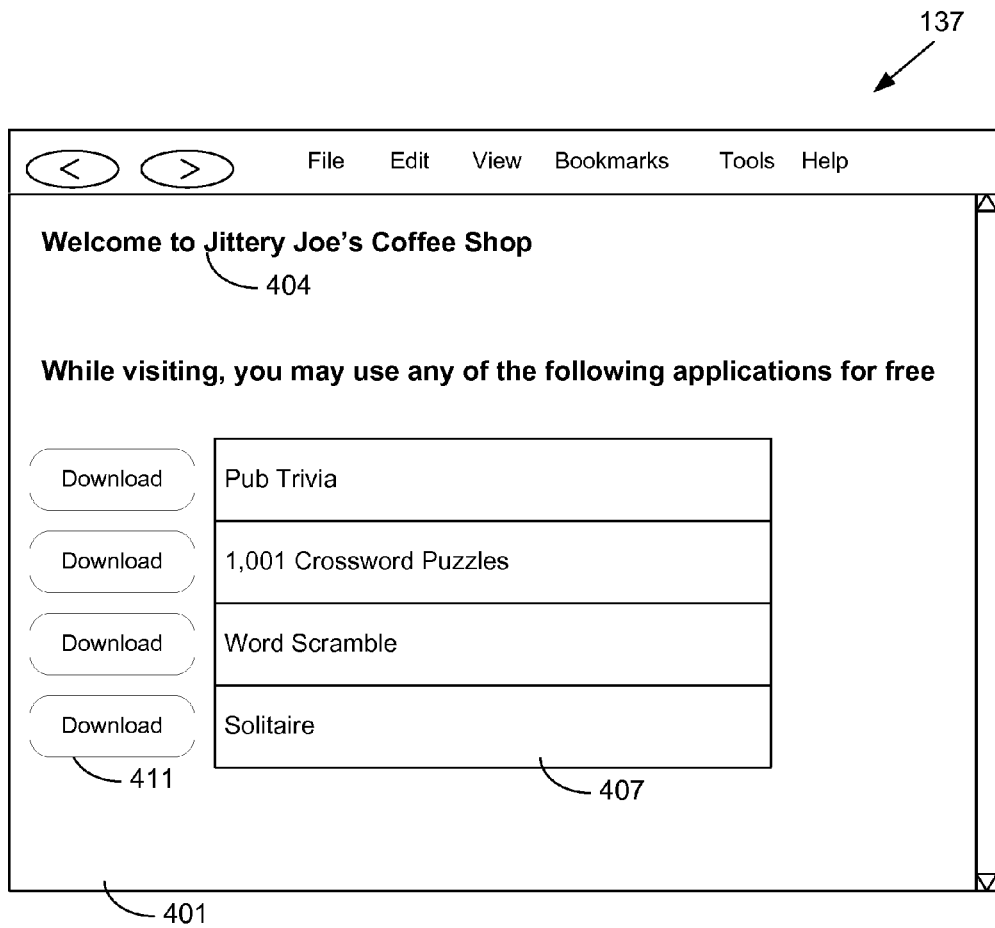 137
< > File Edit View Bookmarks Tools Help
Welcome to Jittery Joe's Coffee Shop
404
While visiting, you may use any of the following applications for free
Download Pub Trivia
Download 1,001 Crossword Puzzles
Download Word Scramble
Download Solitaire
411 407
401